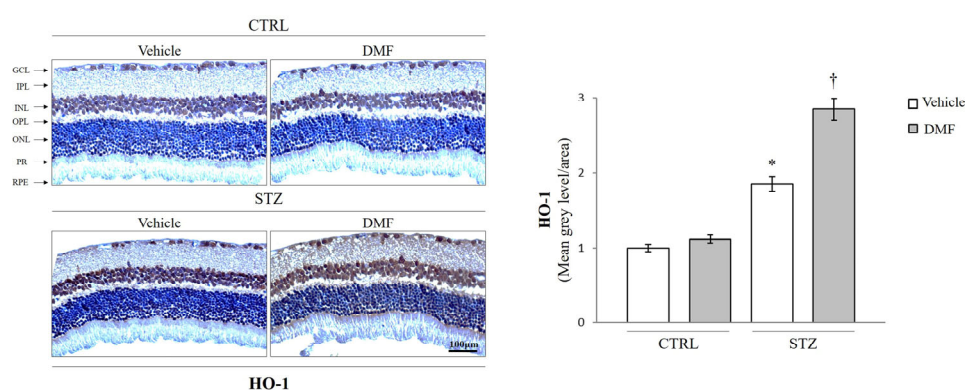 CTRL
Vehicle DMF
GCL
IPL
INL
OPL
ONL
PR
RPE
STZ
Vehicle DMF
100µm
HO-1
HO-1
(Mean grey level/area)
3
2
1
0
*
†
Vehicle
DMF
CTRL STZ